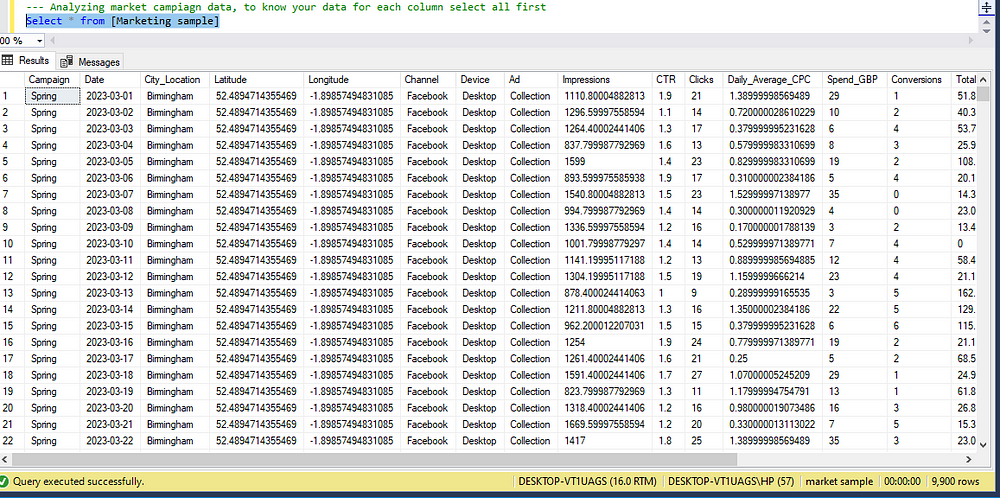 --- Analyzing market campiagn data, to know your data for each column select all first
Select * from [Marketing sample]
00 %
Results Messages
Campaign Date City_Location Latitude Longitude Channel Device Ad Impressions CTR Clicks Daily_Average_CPC Spend_GBP Conversions Total
1 Spring 2023-03-01 Birmingham 52.4894714355469 -1.89857494831085 Facebook Desktop Collection 1110.80004882813 1.9 21 1.38999998569489 29 1 51.8
2 Spring 2023-03-02 Birmingham 52.4894714355469 -1.89857494831085 Facebook Desktop Collection 1296.59997558594 1.1 14 0.720000028610229 10 2 40.3
3 Spring 2023-03-03 Birmingham 52.4894714355469 -1.89857494831085 Facebook Desktop Collection 1264.40002441406 1.3 17 0.379999995231628 6 4 53.7
4 Spring 2023-03-04 Birmingham 52.4894714355469 -1.89857494831085 Facebook Desktop Collection 837.799987792969 1.6 13 0.579999983310699 8 3 25.9
5 Spring 2023-03-05 Birmingham 52.4894714355469 -1.89857494831085 Facebook Desktop Collection 1599 1.4 23 0.829999983310699 19 2 108.
6 Spring 2023-03-06 Birmingham 52.4894714355469 -1.89857494831085 Facebook Desktop Collection 893.599975585938 1.9 17 0.310000002384186 5 4 20.1
7 Spring 2023-03-07 Birmingham 52.4894714355469 -1.89857494831085 Facebook Desktop Collection 1540.80004882813 1.5 23 1.52999997138977 35 0 14.3
8 Spring 2023-03-08 Birmingham 52.4894714355469 -1.89857494831085 Facebook Desktop Collection 994.799987792969 1.4 14 0.300000011920929 4 0 23.0
9 Spring 2023-03-09 Birmingham 52.4894714355469 -1.89857494831085 Facebook Desktop Collection 1336.59997558594 1.2 16 0.170000001788139 3 2 13.4
10 Spring 2023-03-10 Birmingham 52.4894714355469 -1.89857494831085 Facebook Desktop Collection 1001.79998779297 1.4 14 0.529999971389771 7 4 0
11 Spring 2023-03-11 Birmingham 52.4894714355469 -1.89857494831085 Facebook Desktop Collection 1141.19995117188 1.2 13 0.889999985694885 12 4 58.4
12 Spring 2023-03-12 Birmingham 52.4894714355469 -1.89857494831085 Facebook Desktop Collection 1304.19995117188 1.5 19 1.1599999666214 23 4 21.1
13 Spring 2023-03-13 Birmingham 52.4894714355469 -1.89857494831085 Facebook Desktop Collection 878.400024414063 1 9 0.28999999165535 3 5 162.
14 Spring 2023-03-14 Birmingham 52.4894714355469 -1.89857494831085 Facebook Desktop Collection 1211.80004882813 1.3 16 1.35000002384186 22 5 129.
15 Spring 2023-03-15 Birmingham 52.4894714355469 -1.89857494831085 Facebook Desktop Collection 962.200012207031 1.5 15 0.379999995231628 6 6 115.
16 Spring 2023-03-16 Birmingham 52.4894714355469 -1.89857494831085 Facebook Desktop Collection 1254 1.9 24 0.779999971389771 19 2 21.1
17 Spring 2023-03-17 Birmingham 52.4894714355469 -1.89857494831085 Facebook Desktop Collection 1261.40002441406 1.6 21 0.25 5 2 68.5
18 Spring 2023-03-18 Birmingham 52.4894714355469 -1.89857494831085 Facebook Desktop Collection 1591.40002441406 1.7 27 1.07000005245209 29 1 24.9
19 Spring 2023-03-19 Birmingham 52.4894714355469 -1.89857494831085 Facebook Desktop Collection 823.799987792969 1.3 11 1.17999994754791 13 1 61.8
20 Spring 2023-03-20 Birmingham 52.4894714355469 -1.89857494831085 Facebook Desktop Collection 1318.40002441406 1.2 16 0.980000019073486 16 3 26.8
21 Spring 2023-03-21 Birmingham 52.4894714355469 -1.89857494831085 Facebook Desktop Collection 1669.59997558594 1.2 20 0.330000013113022 7 5 15.3
22 Spring 2023-03-22 Birmingham 52.4894714355469 -1.89857494831085 Facebook Desktop Collection 1417 1.8 25 1.38999998569489 35 3 23.0
Query executed successfully. DESKTOP-VT1UAGS (16.0 RTM) DESKTOP-VT1UAGS\HP (57) market sample 00:00:00 9,900 rows